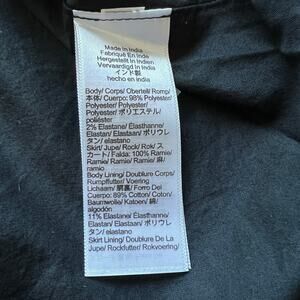 Made In India
Fabriqué En Inde
Hergestellt In Indien
Vervaardigd In India
インド製
hecho en india
Body/ Corps/ Oberteil/ Romp/
本体/ Cuerpo: 98% Polyester/
Polyester/ Polyester/
Polyester/ ポリエステル/
poliéster
2% Elastane/ Élasthanne/
Elastan/ Elastaan/ ポリウレ
タン/ elastano
Skirt/ Jupe/ Rock/ Rok/ ス
カート/ Falda: 100% Ramie/
Ramie/ Ramie/ Ramie/ 麻/
ramio
Body Lining/ Doublure Corps/
Rumpffutter/ Voering
Lichaam/ 胴裏/ Forro Del
Cuerpo: 89% Cotton/ Coton/
Baumwolle/ Katoen/ 綿/
algodón
11% Elastane/ Élasthanne/
Elastan/ Elastaan/ ポリウレ
タン/ elastano
Skirt Lining/ Doublure De La
Jupe/ Rockfutter/ Rokvoering/